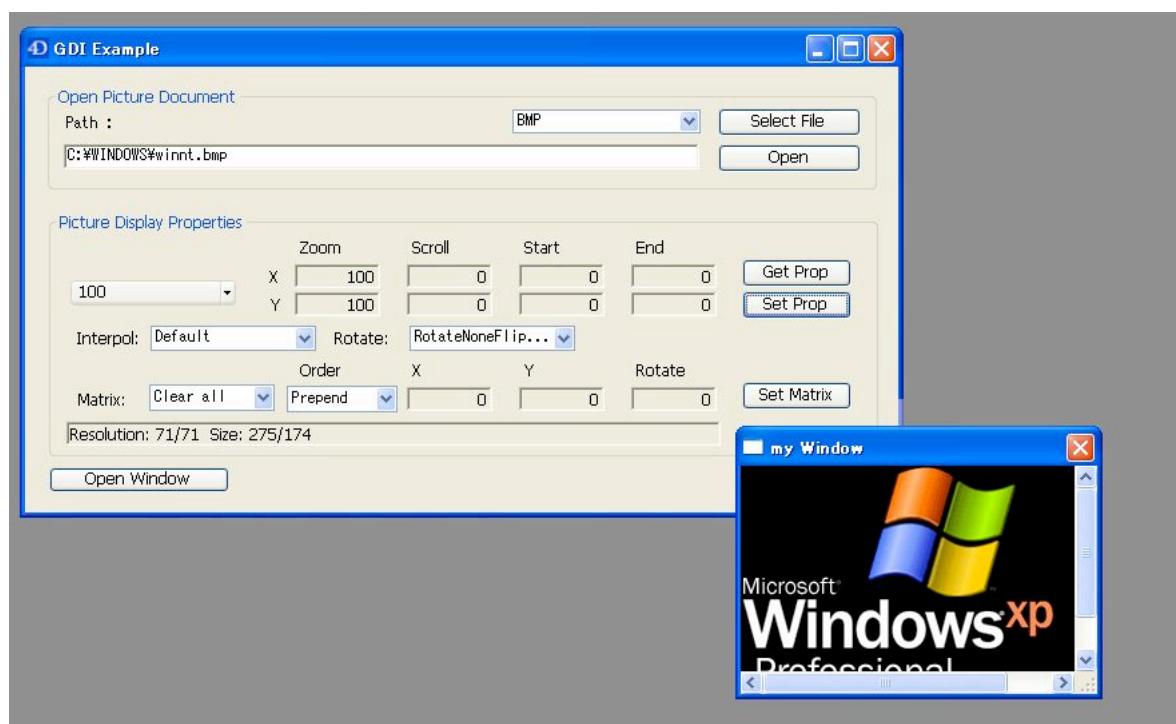 4D GDI Example
Open Picture Document
Path : BMP Select File
C:¥WINDOWS¥winnt.bmp Open
Picture Display Properties
Zoom Scroll Start End
X 100 0 0 0 Get Prop
100
Y 100 0 0 0 Set Prop
Interpol: Default Rotate: RotateNoneFlip...
Order X Y Rotate
Matrix: Clear all Prepend 0 0 0 Set Matrix
Resolution: 71/71 Size: 275/174
Open Window
my Window
Microsoft
Windows xp
Professional